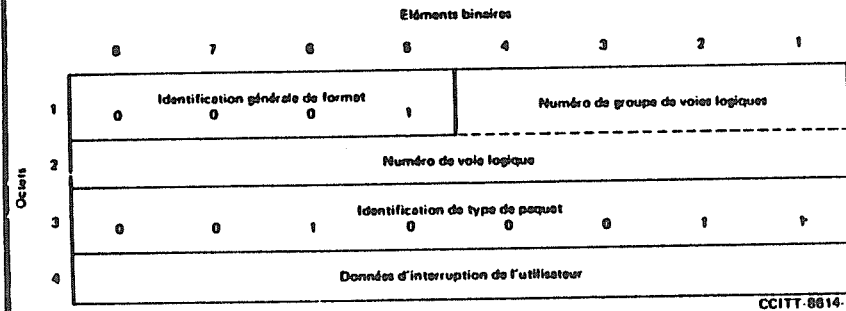 Eléments binaires
8 7 6 5 4 3 2 1
Octets
1
Identification générale de format
0 0 0 1
Numéro de groupe de voies logiques
2
Numéro de voie logique
3
Identification de type de paquet
0 0 1 0 0 0 1 1
4
Données d'interruption de l'utilisateur
CCITT-8614